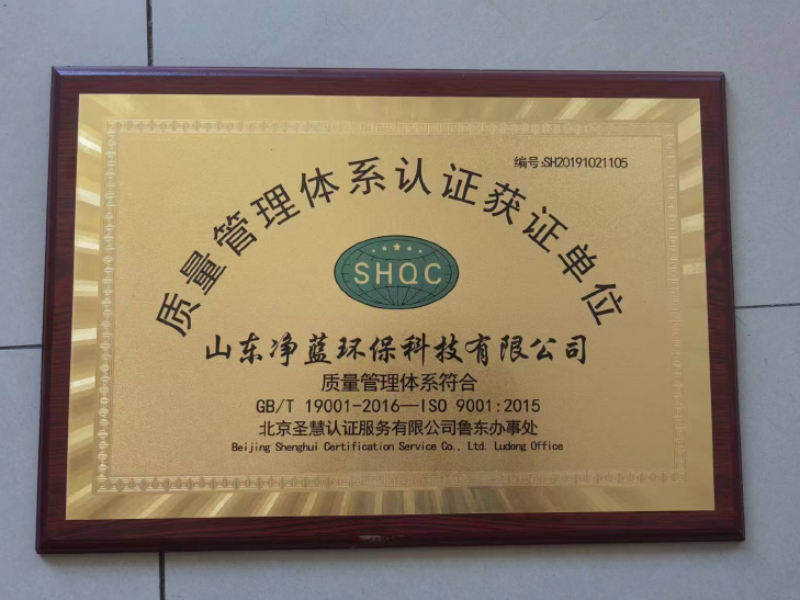 编号:SH20191021105
质量管理体系认证获证单位
SHQC
山东净蓝环保科技有限公司
质量管理体系符合
GB/T 19001-2016—ISO 9001:2015
北京圣慧认证服务有限公司鲁东办事处
Beijing Shenghui Certification Service Co., Ltd. Ludong Office